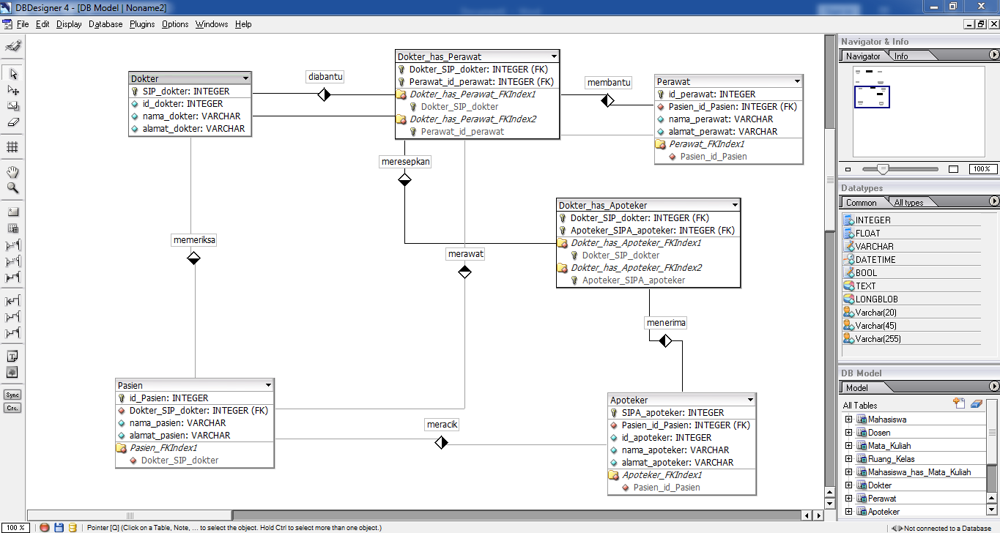 DBDesigner 4 - [DB Model | Noname2]
File Edit Display Database Plugins Options Windows Help
diabantu
Dokter_has_Perawat
Dokter_SIP_dokter: INTEGER (FK)
Perawat_id_perawat: INTEGER (FK)
Dokter_has_Perawat_FKIndex1
Dokter_SIP_dokter
Dokter_has_Perawat_FKIndex2
Perawat_id_perawat
Dokter
SIP_dokter: INTEGER
id_dokter: INTEGER
nama_dokter: VARCHAR
alamat_dokter: VARCHAR
membantu
Perawat
id_perawat: INTEGER
Pasien_id_Pasien: INTEGER (FK)
nama_perawat: VARCHAR
alamat_perawat: VARCHAR
Perawat_FKIndex1
Pasien_id_Pasien
meresepkan
Dokter_has_Apoteker
Dokter_SIP_dokter: INTEGER (FK)
Apoteker_SIPA_apoteker: INTEGER (FK)
Dokter_has_Apoteker_FKIndex1
Dokter_SIP_dokter
Dokter_has_Apoteker_FKIndex2
Apoteker_SIPA_apoteker
memeriksa
merawat
menerima
Pasien
id_Pasien: INTEGER
Dokter_SIP_dokter: INTEGER (FK)
nama_pasien: VARCHAR
alamat_pasien: VARCHAR
Pasien_FKIndex1
Dokter_SIP_dokter
meracik
Apoteker
SIPA_apoteker: INTEGER
Pasien_id_Pasien: INTEGER (FK)
id_apoteker: INTEGER
nama_apoteker: VARCHAR
alamat_apoteker: VARCHAR
Apoteker_FKIndex1
Pasien_id_Pasien
Navigator & Info
Navigator Info
100%
Datatypes
Common All types
INTEGER
FLOAT
VARCHAR
DATETIME
BOOL
TEXT
LONGBLOB
Varchar(20)
Varchar(45)
Varchar(255)
DB Model
Model
All Tables
Mahasiswa
Dosen
Mata_Kuliah
Ruang_Kelas
Mahasiswa_has_Mata_Kuliah
Dokter
Perawat
Apoteker
Sync
Crc.
100 %
Pointer [Q] (Click on a Table, Note, ... to select the object. Hold Ctrl to select more than one object.)
Not connected to a Database